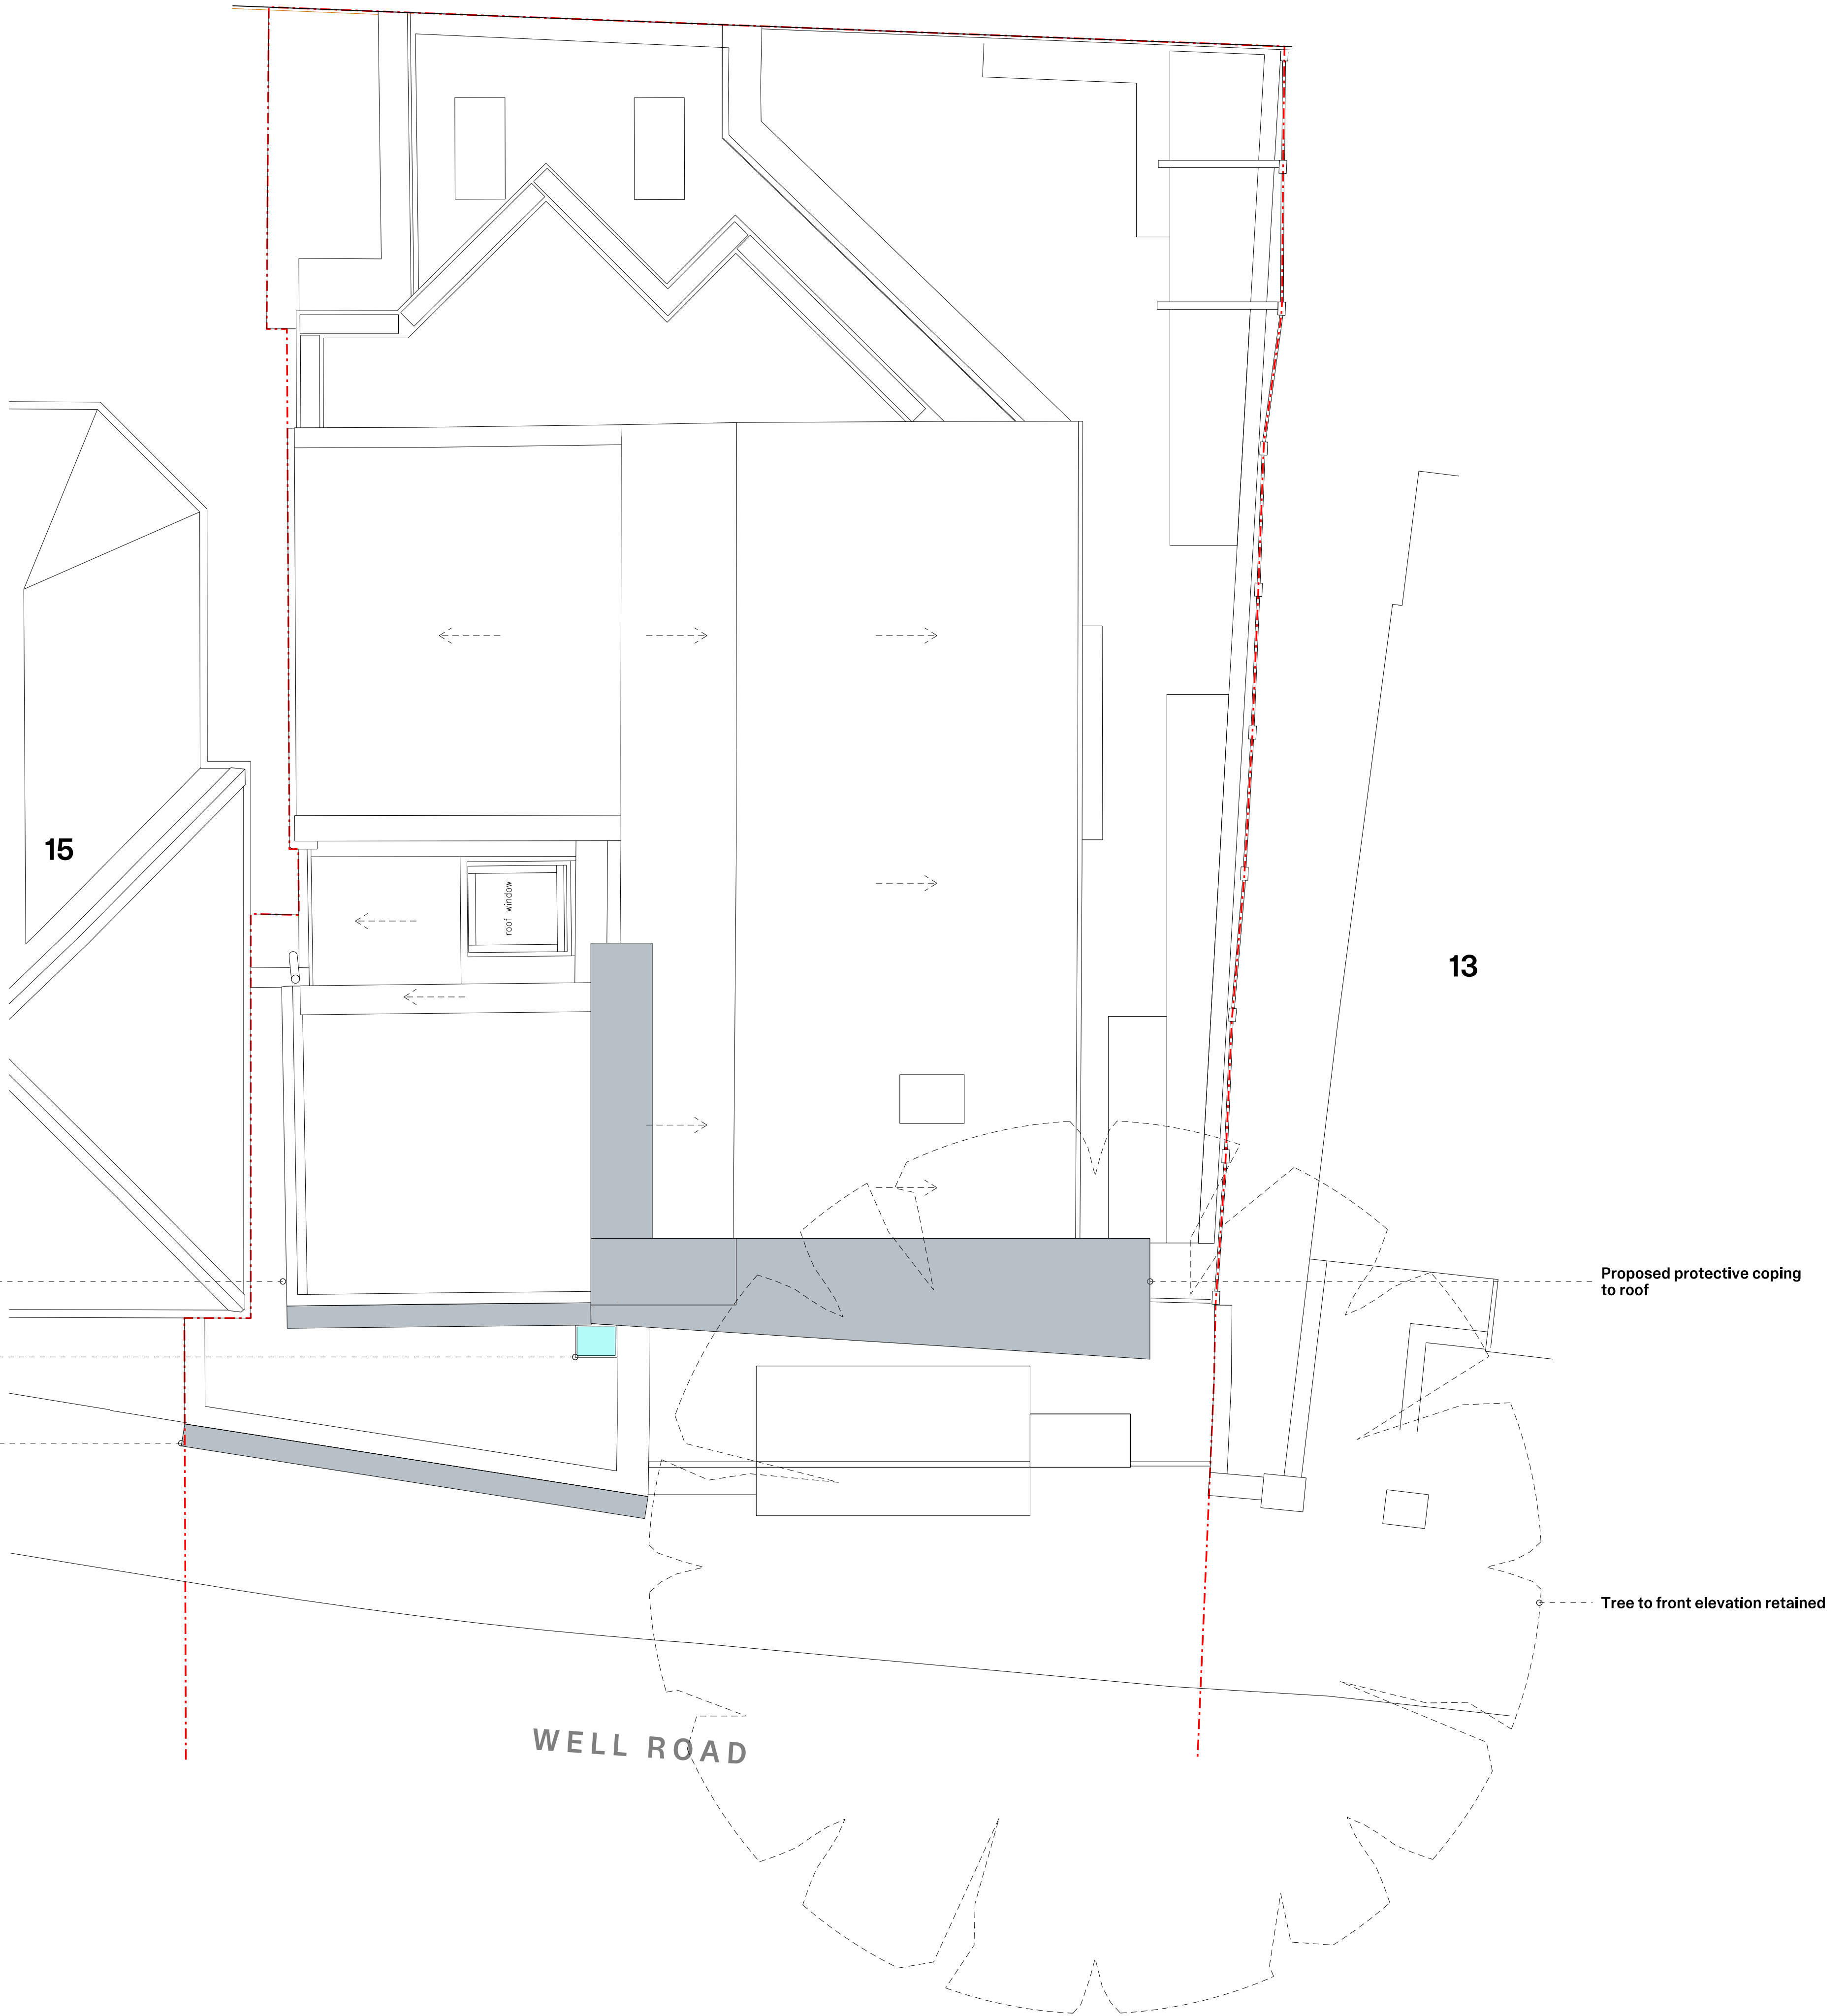 roof window
15
13
Proposed protective coping
to roof
Tree to front elevation retained
WELL ROAD